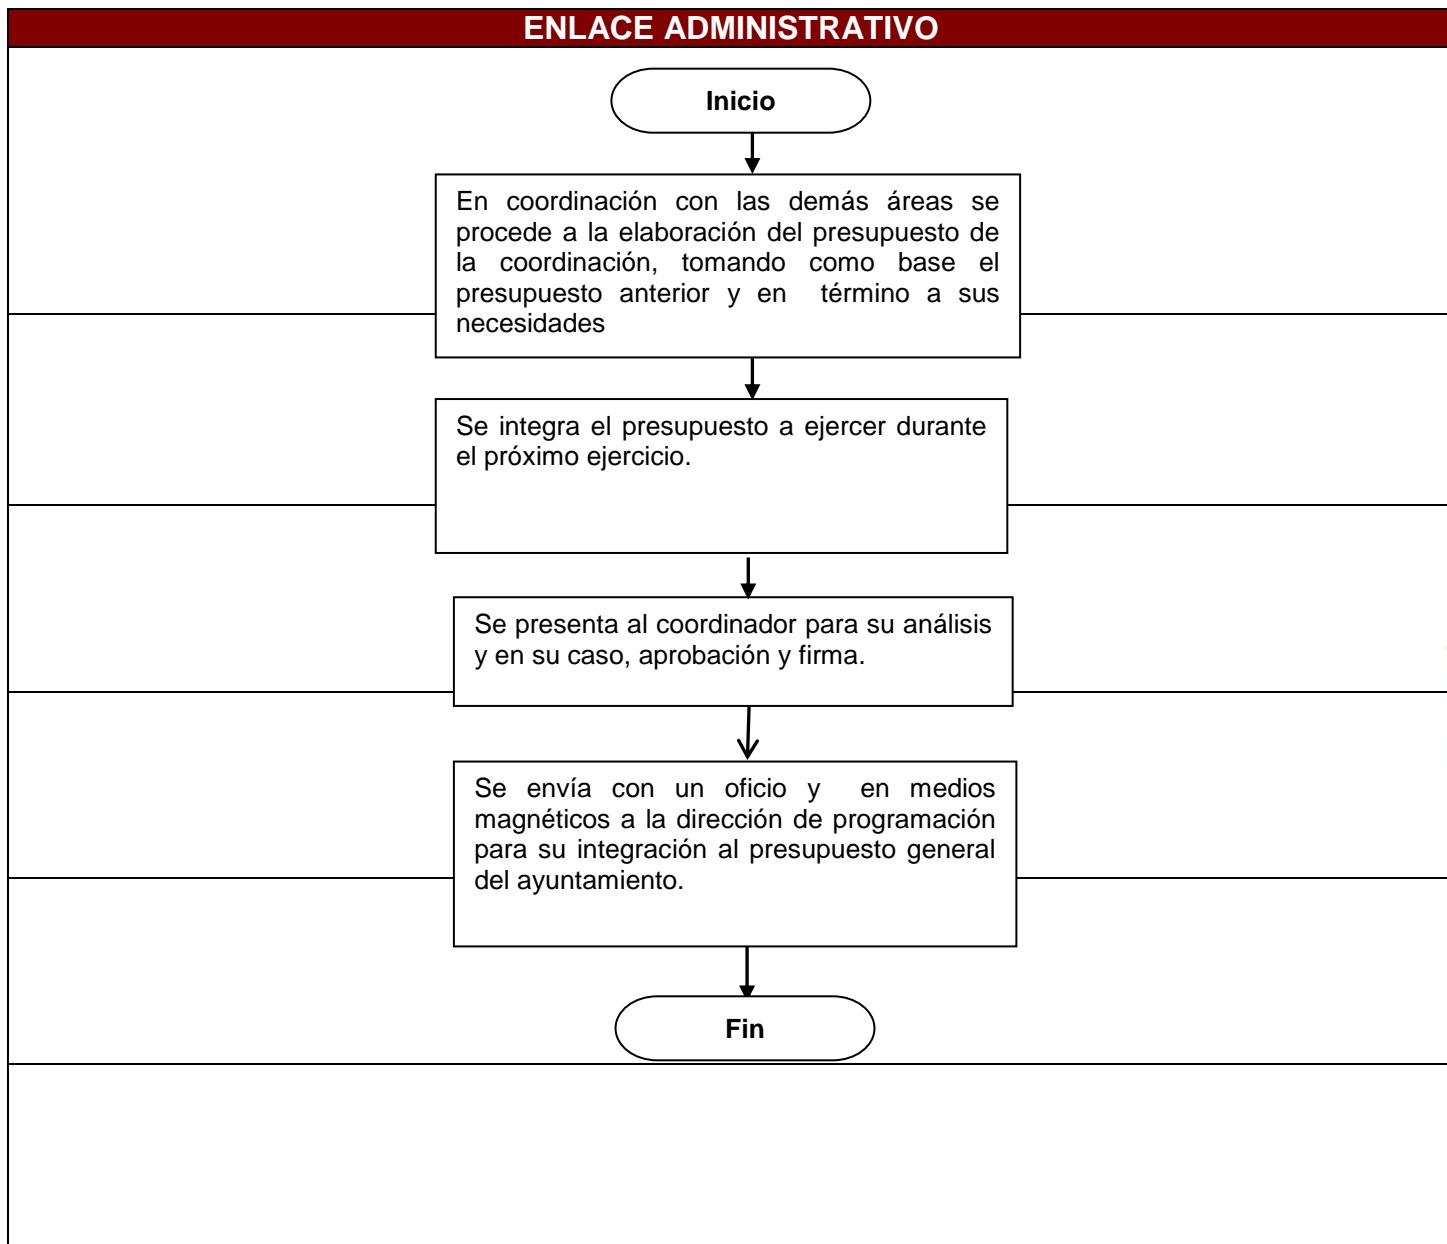 ENLACE ADMINISTRATIVO
Inicio
En coordinación con las demás áreas se
procede a la elaboración del presupuesto de
la coordinación, tomando como base el
presupuesto anterior y en término a sus
necesidades
Se integra el presupuesto a ejercer durante
el próximo ejercicio.
Se presenta al coordinador para su análisis
y en su caso, aprobación y firma.
Se envía con un oficio y en medios
magnéticos a la dirección de programación
para su integración al presupuesto general
del ayuntamiento.
Fin